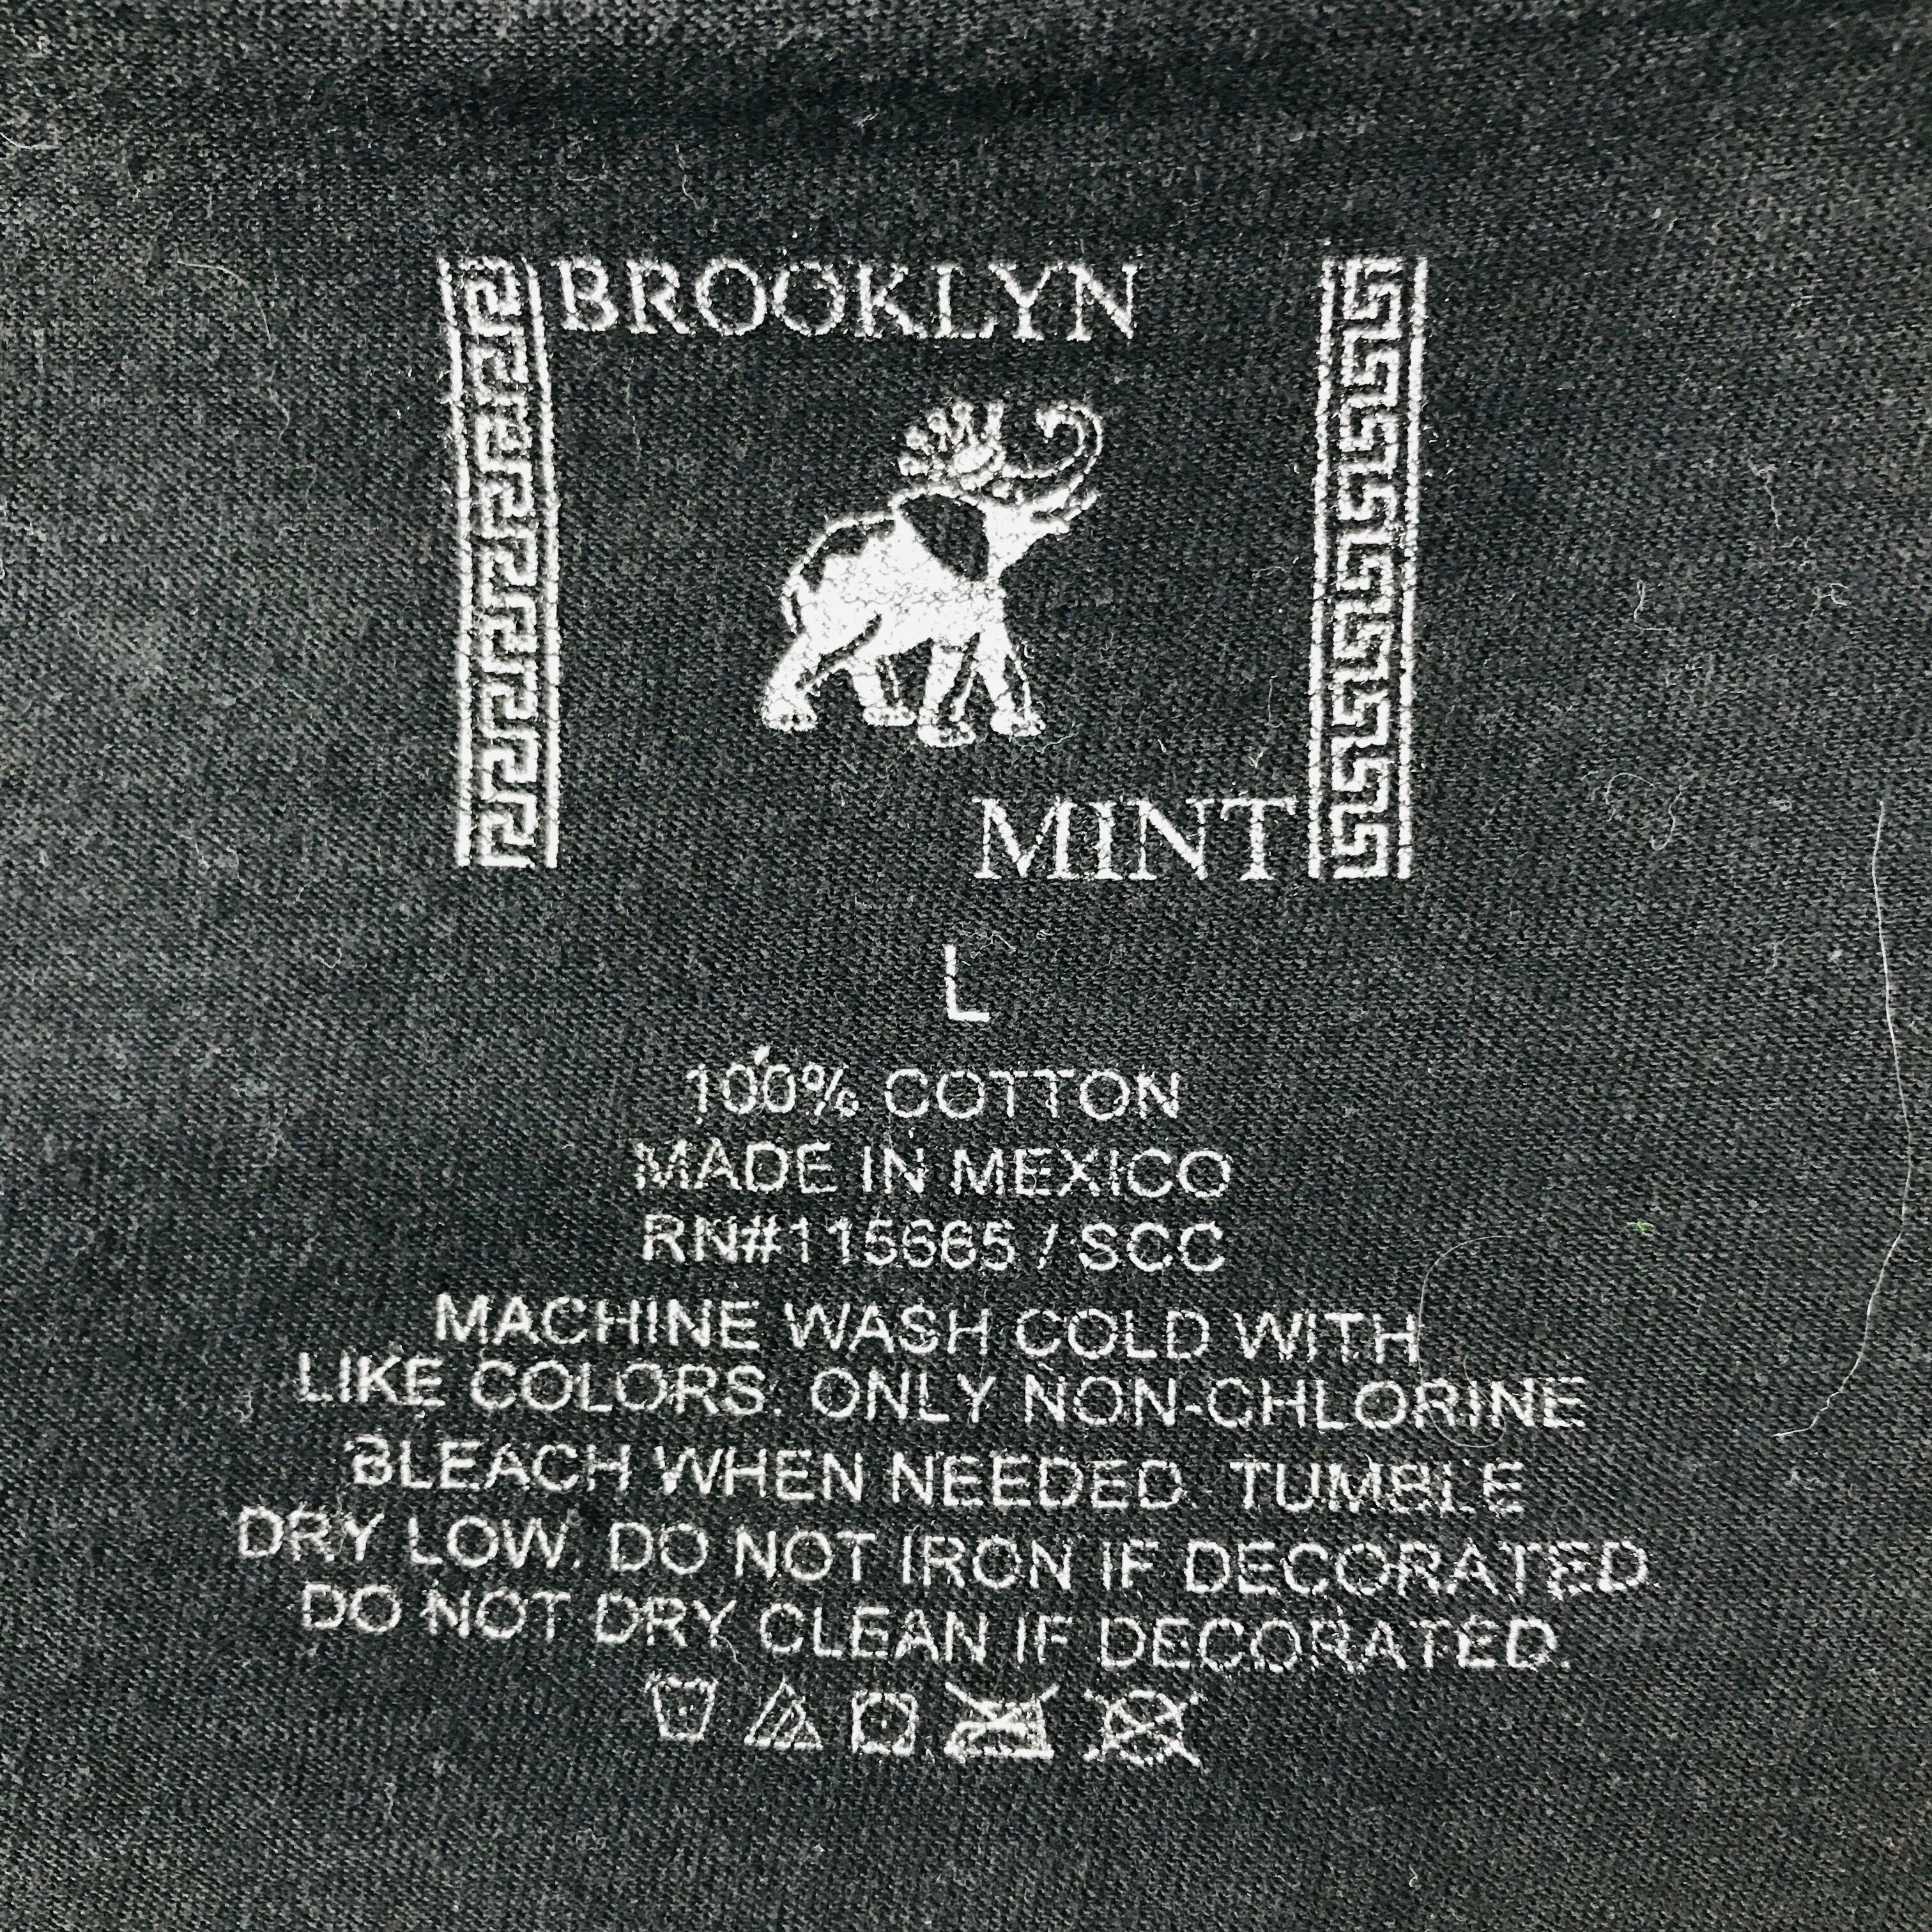 BROOKLYN
MINT
L
100% COTTON
MADE IN MEXICO
RN#115665 / SCC
MACHINE WASH COLD WITH
LIKE COLORS. ONLY NON-CHLORINE
BLEACH WHEN NEEDED. TUMBLE
DRY LOW. DO NOT IRON IF DECORATED
DO NOT DRY CLEAN IF DECORATED.